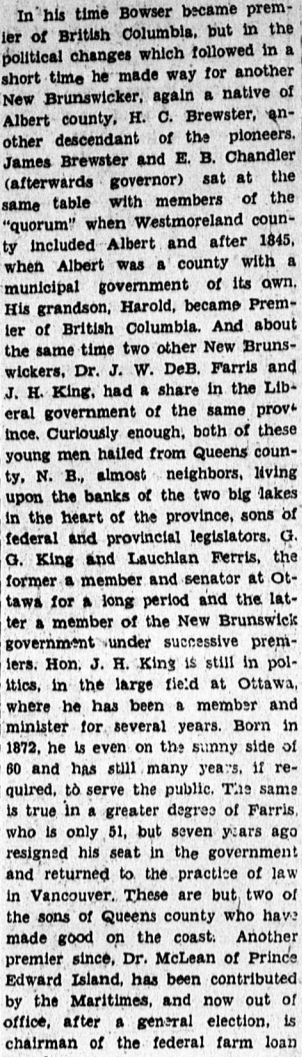 In his time Bowser became prem-
ier of British Columbia, but in the
political changes which followed in a
short time he made way for another
New Brunswicker, again a native of
Albert county, H. C. Brewster, an-
other descendant of the pioneers.
James Brewster and E. B. Chandler
(afterwards governor) sat at the
same table with members of the
"quorum" when Westmoreland coun-
ty included Albert and after 1845,
when Albert was a county with a
municipal government of its own.
His grandson, Harold, became Prem-
ier of British Columbia. And about
the same time two other New Bruns-
wickers, Dr. J. W. DeB. Farris and
J. H. King, had a share in the Lib-
eral government of the same prov-
ince. Curiously enough, both of these
young men hailed from Queens coun-
ty, N. B., almost neighbors, living
upon the banks of the two big lakes
in the heart of the province, sons of
federal and provincial legislators. G.
G. King and Lauchlan Ferris, the
former a member and senator at Ot-
tawa for a long period and the lat-
ter a member of the New Brunswick
government under successive prem-
iers. Hon. J. H. King is still in pol-
itics, in the large field at Ottawa,
where he has been a member and
minister for several years. Born in
1872, he is even on the sunny side of
60 and has still many years, if re-
quired, to serve the public. The same
is true in a greater degree of Farris,
who is only 51, but seven years ago
resigned his seat in the government
and returned to the practice of law
in Vancouver. These are but two of
the sons of Queens county who have
made good on the coast. Another
premier since, Dr. McLean of Prince
Edward Island, has been contributed
by the Maritimes, and now out of
office, after a general election, is
chairman of the federal farm loan